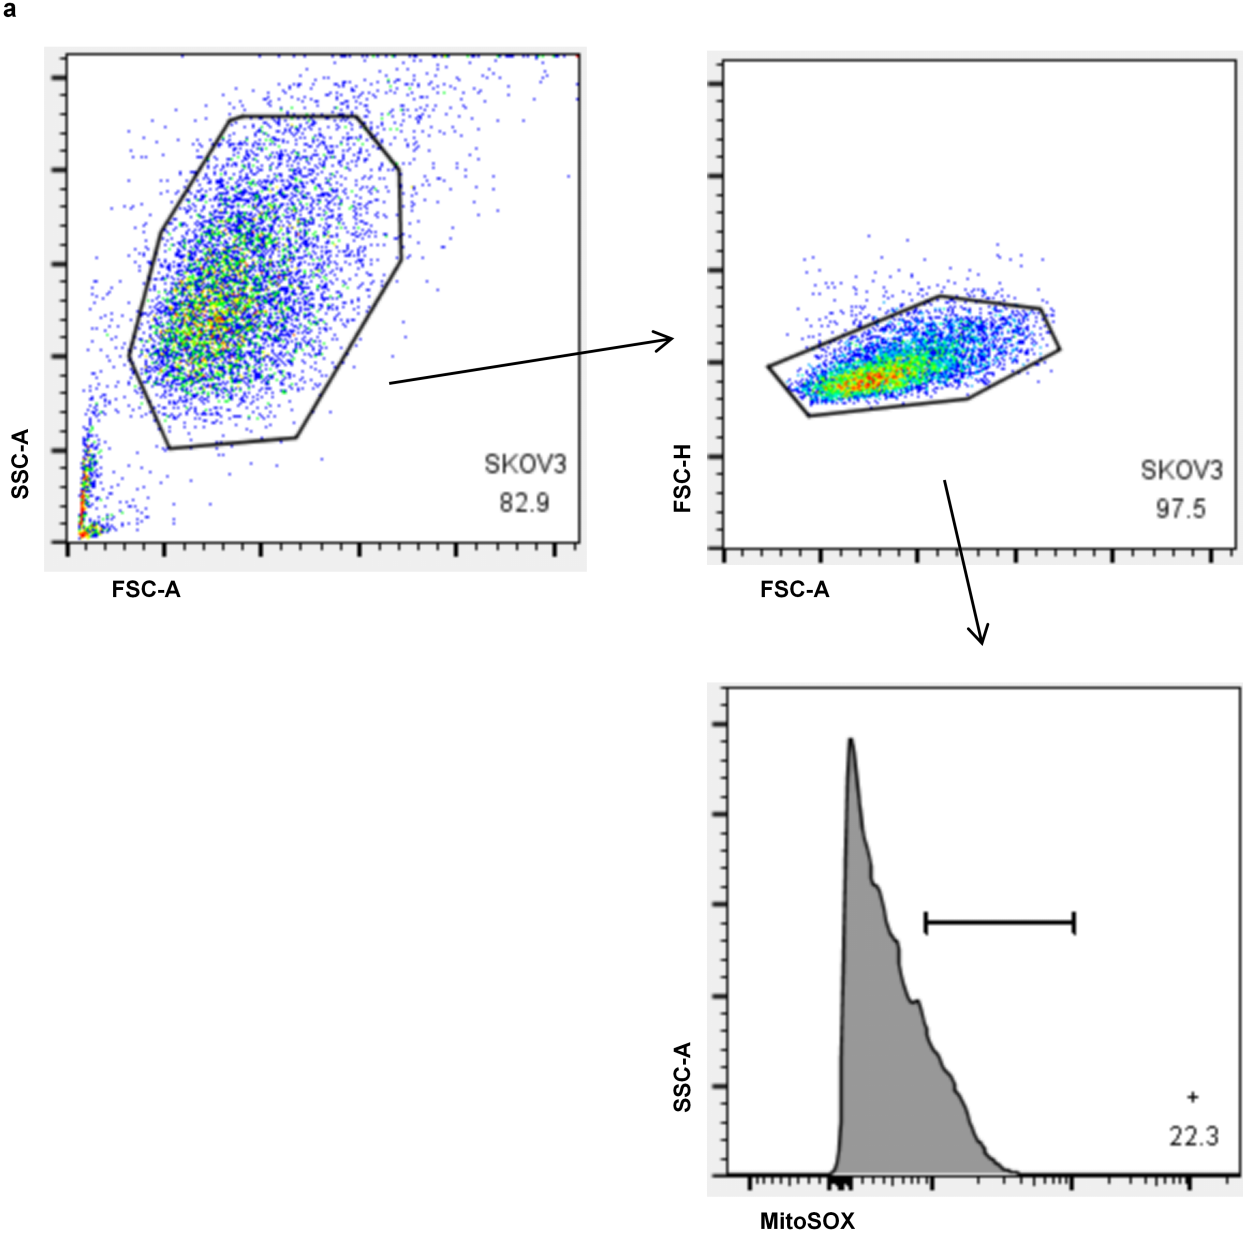 a
SSC-A
SKOV3
82.9
FSC-A
FSC-H
SKOV3
97.5
FSC-A
SSC-A
+
22.3
MitoSOX